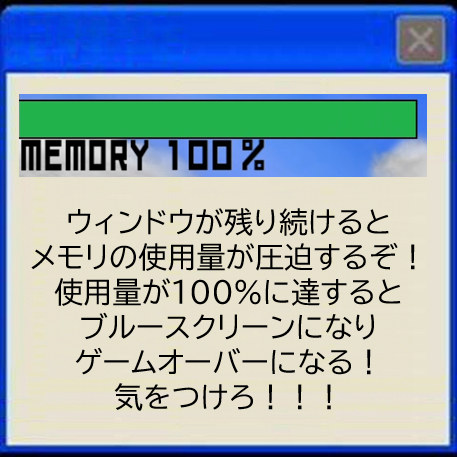 MEMORY 100%
ウィンドウが残り続けると
メモリの使用量が圧迫するぞ！
使用量が100%に達すると
ブルースクリーンになり
ゲームオーバーになる！
気をつけろ！！！